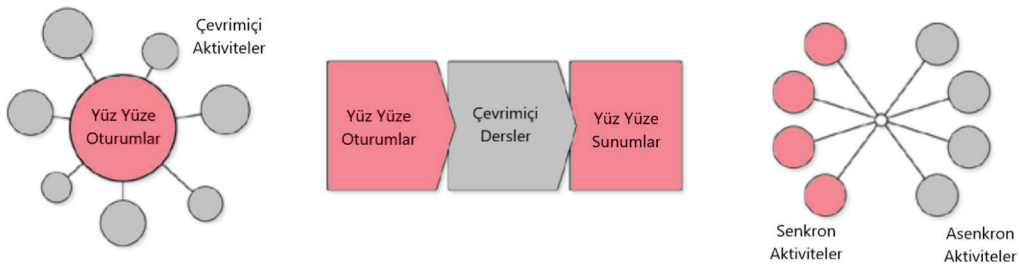 Çevrimiçi
Aktiviteler
Yüz Yüze
Oturumlar
Yüz Yüze
Oturumlar
Çevrimiçi
Dersler
Yüz Yüze
Sunumlar
Senkron
Aktiviteler
Asenkron
Aktiviteler